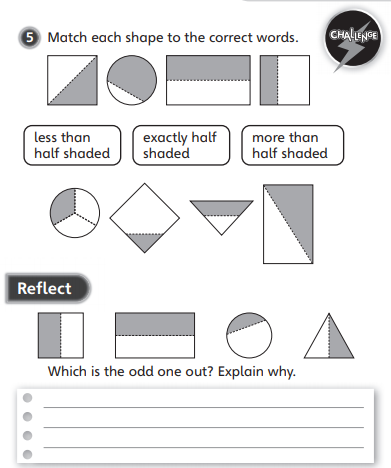 CHALLENGE
5 Match each shape to the correct words.
less than
half shaded
exactly half
shaded
more than
half shaded
Reflect
Which is the odd one out? Explain why.